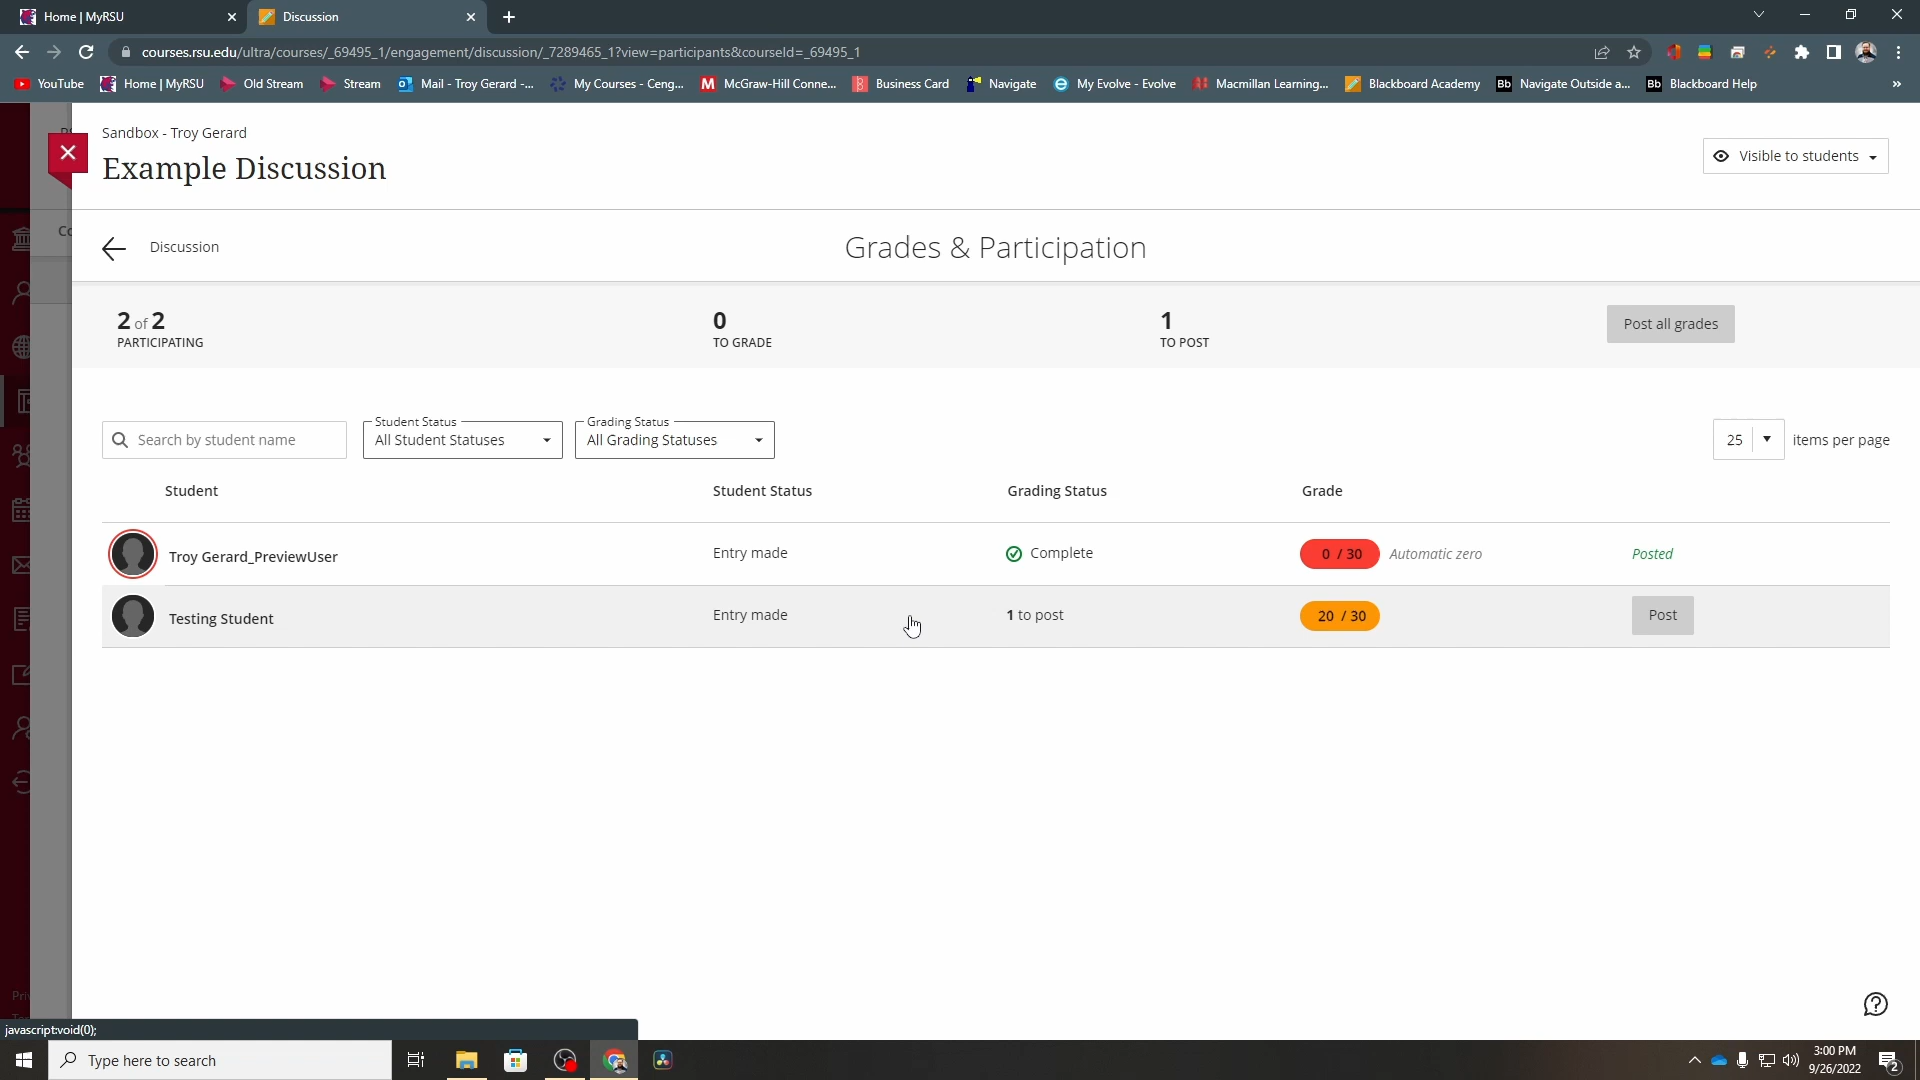 Home | MyRSU
Discussion
courses.rsu.edu/ultra/courses/_69495_1/engagement/discussion/_7289465_1?view=participants&courseId=_69495_1
YouTube
Home | MyRSU
Old Stream
Stream
Mail - Troy Gerard -...
My Courses - Ceng...
McGraw-Hill Conne...
Business Card
Navigate
My Evolve - Evolve
Macmillan Learning...
Blackboard Academy
Bb Navigate Outside a...
Bb Blackboard Help
»
Sandbox - Troy Gerard
Example Discussion
Visible to students
Co
Discussion
Grades & Participation
2 of 2
PARTICIPATING
0
TO GRADE
1
TO POST
Post all grades
Search by student name
Student Status
All Student Statuses
Grading Status
All Grading Statuses
25
items per page
Student
Student Status
Grading Status
Grade
Troy Gerard_PreviewUser
Entry made
Complete
0 / 30
Automatic zero
Posted
Testing Student
Entry made
1 to post
20 / 30
Post
Pri
javascript:void(0);
Type here to search
3:00 PM
9/26/2022
2